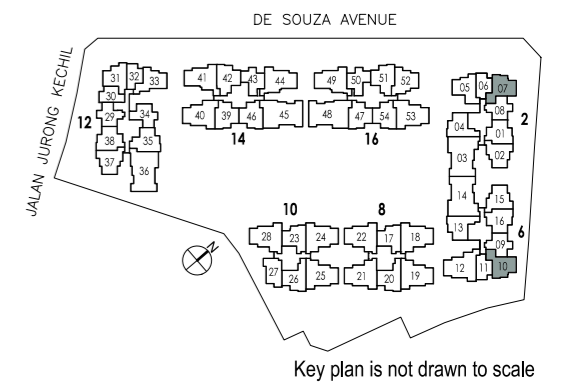 DE SOUZA AVENUE
JALAN JURONG KECHIL
31 32 33
30
29 34
12
38 35
37 36
41 42 43 44
40 39 46 45
14
49 50 51 52
48 47 54 53
16
05 06 07
08
04 01 2
03 02
14 15
13 16
6
09
12 11 10
10
28 23 24
27 26 25
8
22 17 18
21 20 19
N
Key plan is not drawn to scale